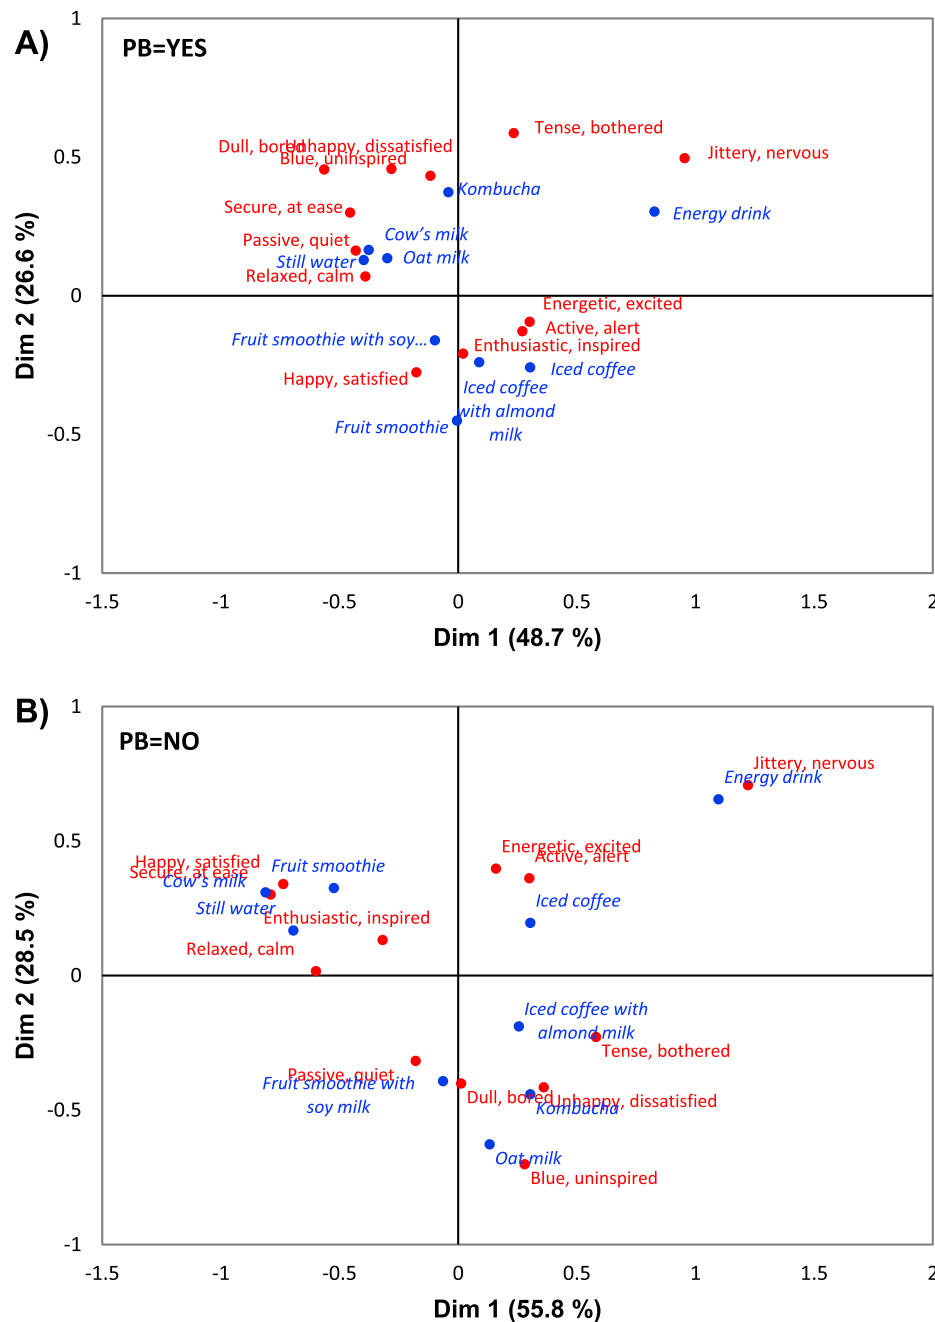 A)
PB=YES
1
0.5
0
-0.5
-1
Dim 2 (26.6 %)
Tense, bothered
Jittery, nervous
Dull, bored
Unhappy, dissatisfied
Blue, uninspired
Kombucha
Energy drink
Secure, at ease
Cow's milk
Passive, quiet
Oat milk
Still water
Relaxed, calm
Energetic, excited
Active, alert
Fruit smoothie with soy...
Enthusiastic, inspired
Iced coffee
Happy, satisfied
Iced coffee
with almond
milk
Fruit smoothie
-1.5
-1
-0.5
0
0.5
1
1.5
2
Dim 1 (48.7 %)
B)
PB=NO
1
0.5
0
-0.5
-1
Dim 2 (28.5 %)
Jittery, nervous
Energy drink
Energetic, excited
Active, alert
Happy, satisfied
Fruit smoothie
Secure, at ease
Cow's milk
Iced coffee
Still water
Enthusiastic, inspired
Relaxed, calm
Iced coffee with
almond milk
Tense, bothered
Passive, quiet
Fruit smoothie with
soy milk
Dull, bored
Unhappy, dissatisfied
Kombucha
Oat milk
Blue, uninspired
-1.5
-1
-0.5
0
0.5
1
1.5
2
Dim 1 (55.8 %)